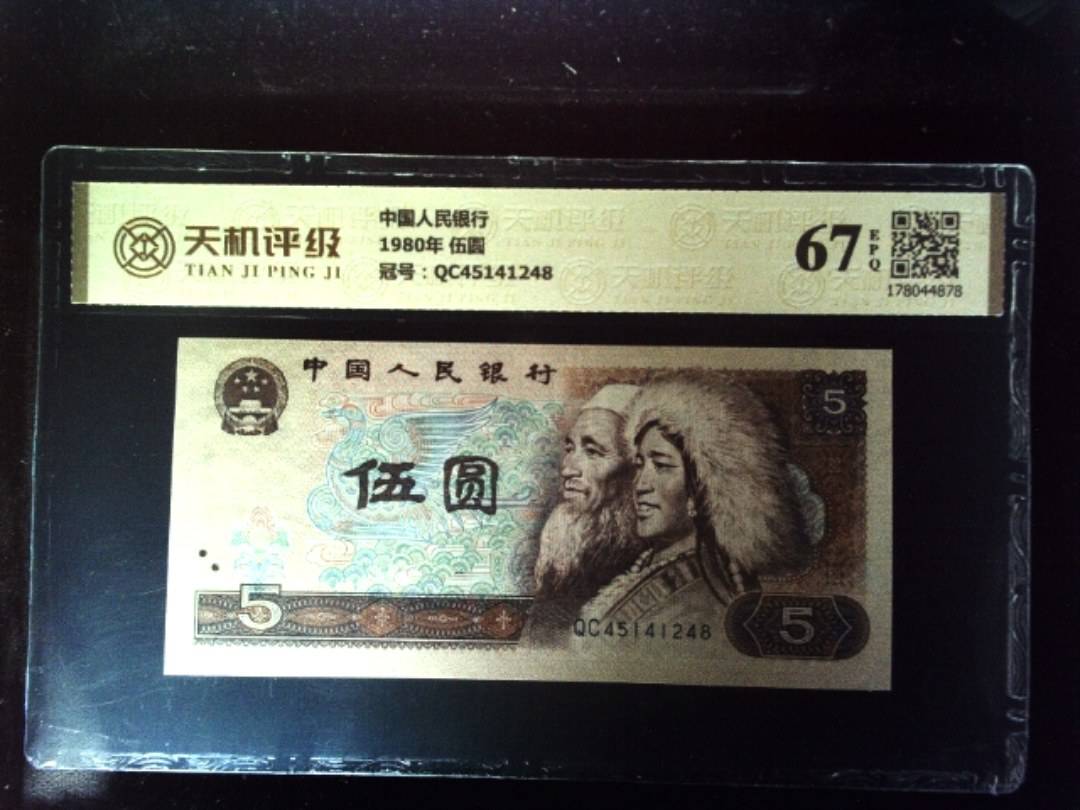 天机评级
TIAN JI PING JI
中国人民银行
1980年 伍圆
冠号：QC45141248
67
EPQ
178044878
中国人民银行
5
伍圆
5
QC45141248
5